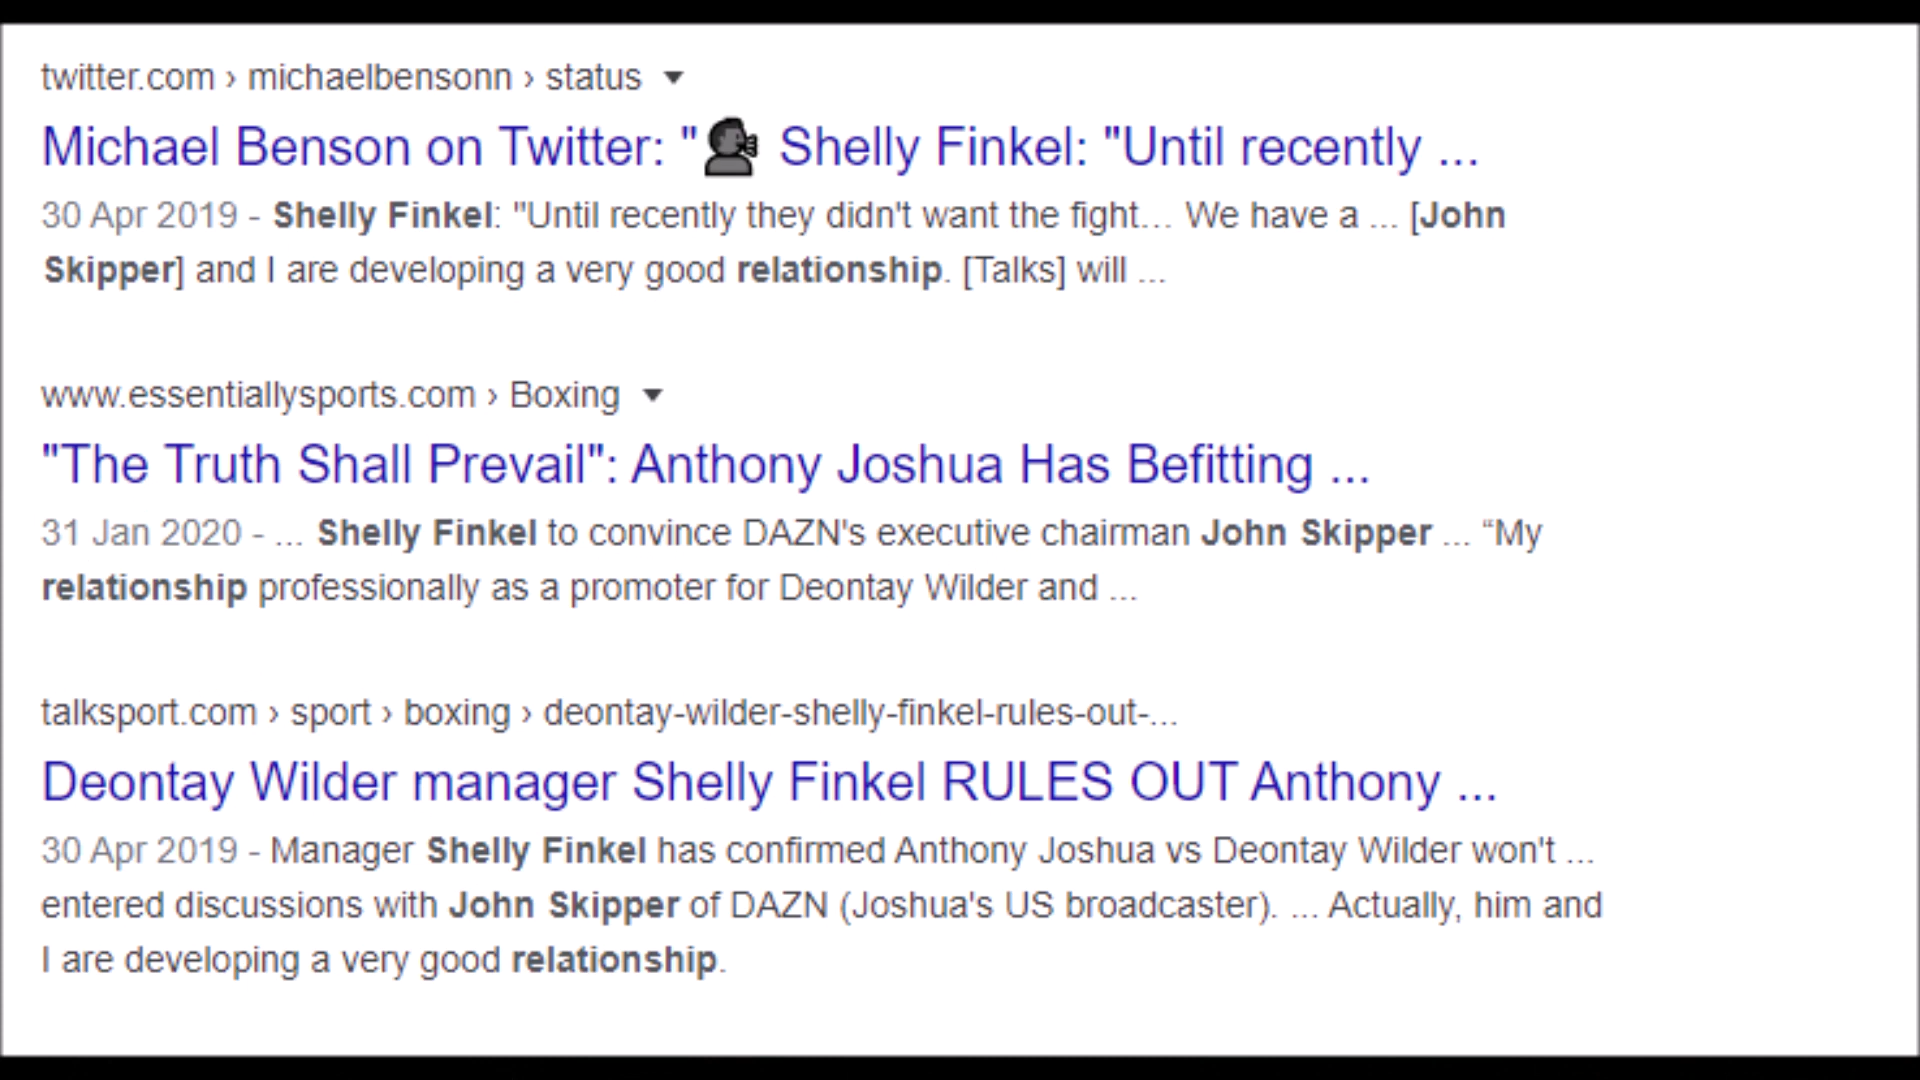 twitter.com › michaelbensonn › status
Michael Benson on Twitter: "🗣 Shelly Finkel: "Until recently ...
30 Apr 2019 - Shelly Finkel: "Until recently they didn't want the fight… We have a ... [John
Skipper] and I are developing a very good relationship. [Talks] will ...
www.essentiallysports.com › Boxing
"The Truth Shall Prevail": Anthony Joshua Has Befitting ...
31 Jan 2020 - ... Shelly Finkel to convince DAZN's executive chairman John Skipper ... “My
relationship professionally as a promoter for Deontay Wilder and ...
talksport.com › sport › boxing › deontay-wilder-shelly-finkel-rules-out-...
Deontay Wilder manager Shelly Finkel RULES OUT Anthony ...
30 Apr 2019 - Manager Shelly Finkel has confirmed Anthony Joshua vs Deontay Wilder won't ...
entered discussions with John Skipper of DAZN (Joshua's US broadcaster). ... Actually, him and
I are developing a very good relationship.